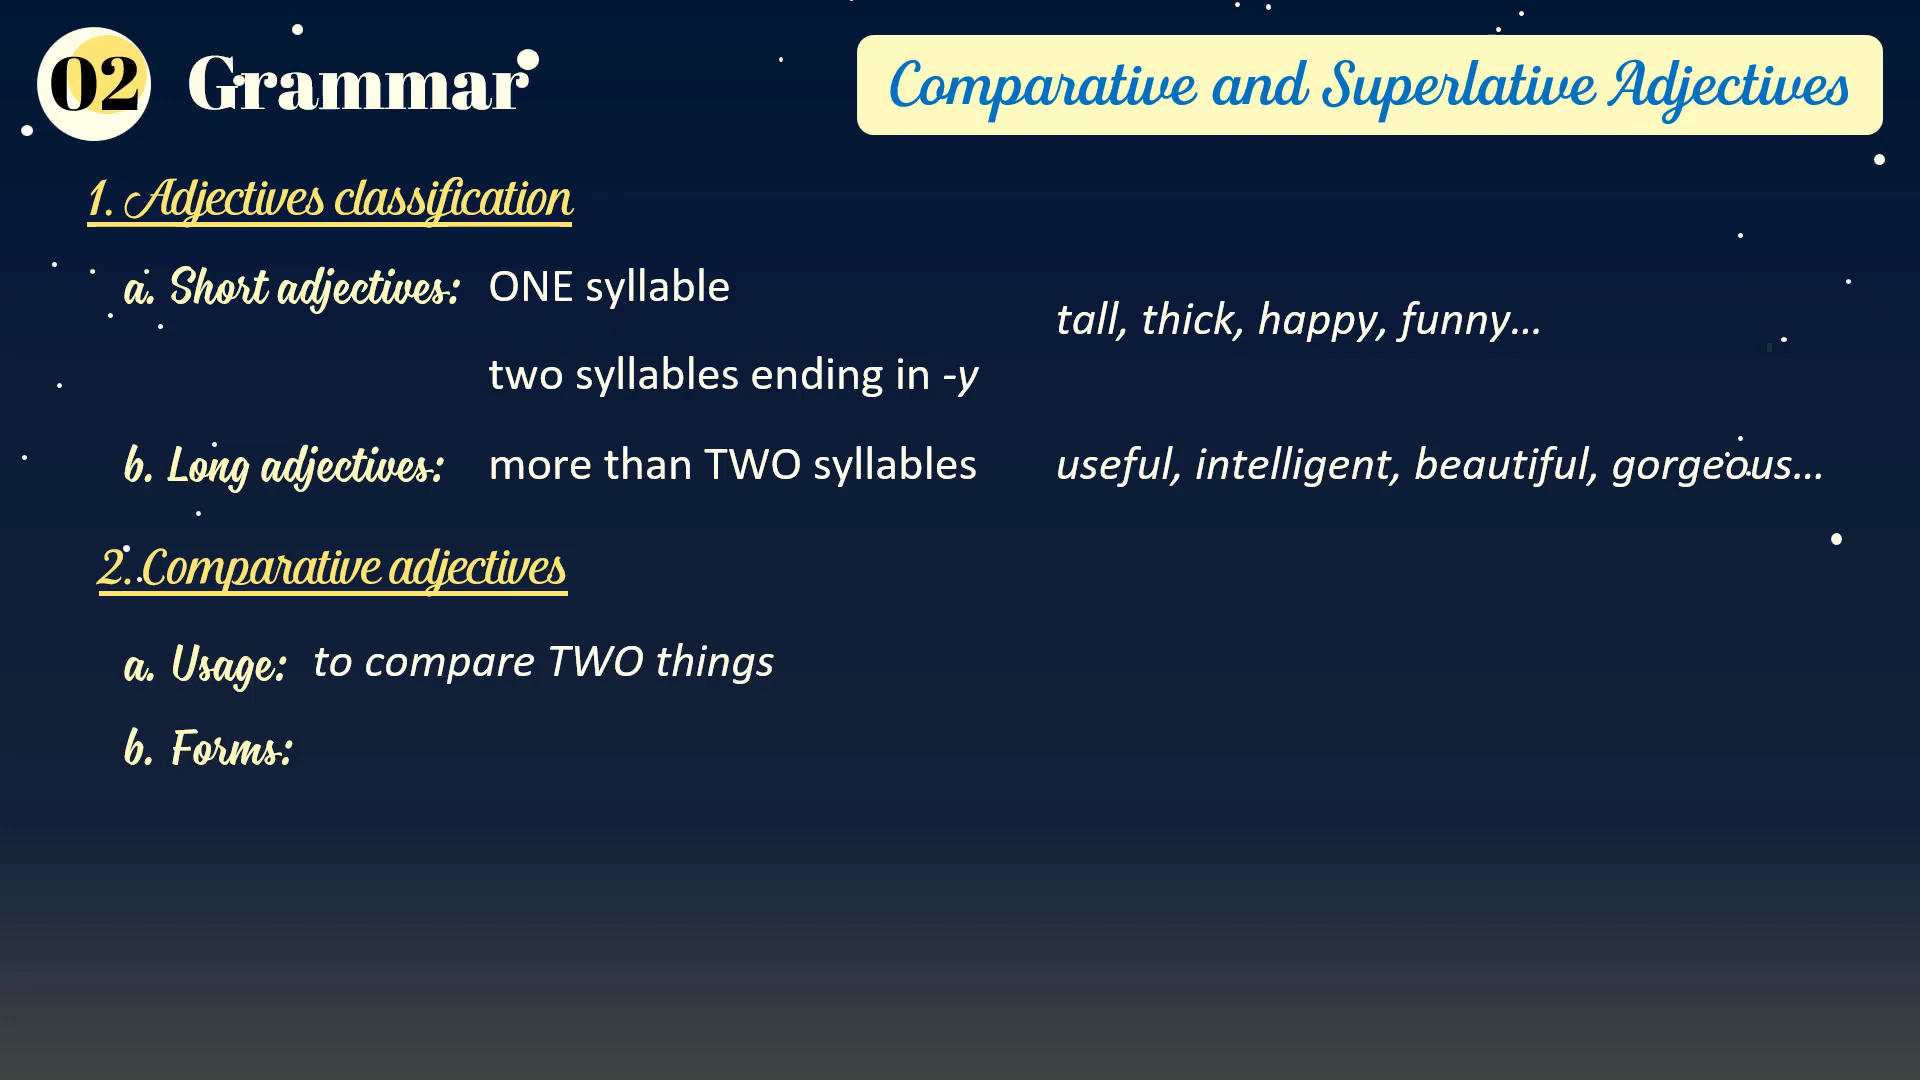 02 Grammar
Comparative and Superlative Adjectives
1. Adjectives classification
a. Short adjectives: ONE syllable
tall, thick, happy, funny...
two syllables ending in -y
b. Long adjectives: more than TWO syllables useful, intelligent, beautiful, gorgeous...
2. Comparative adjectives
a. Usage: to compare TWO things
b. Forms: